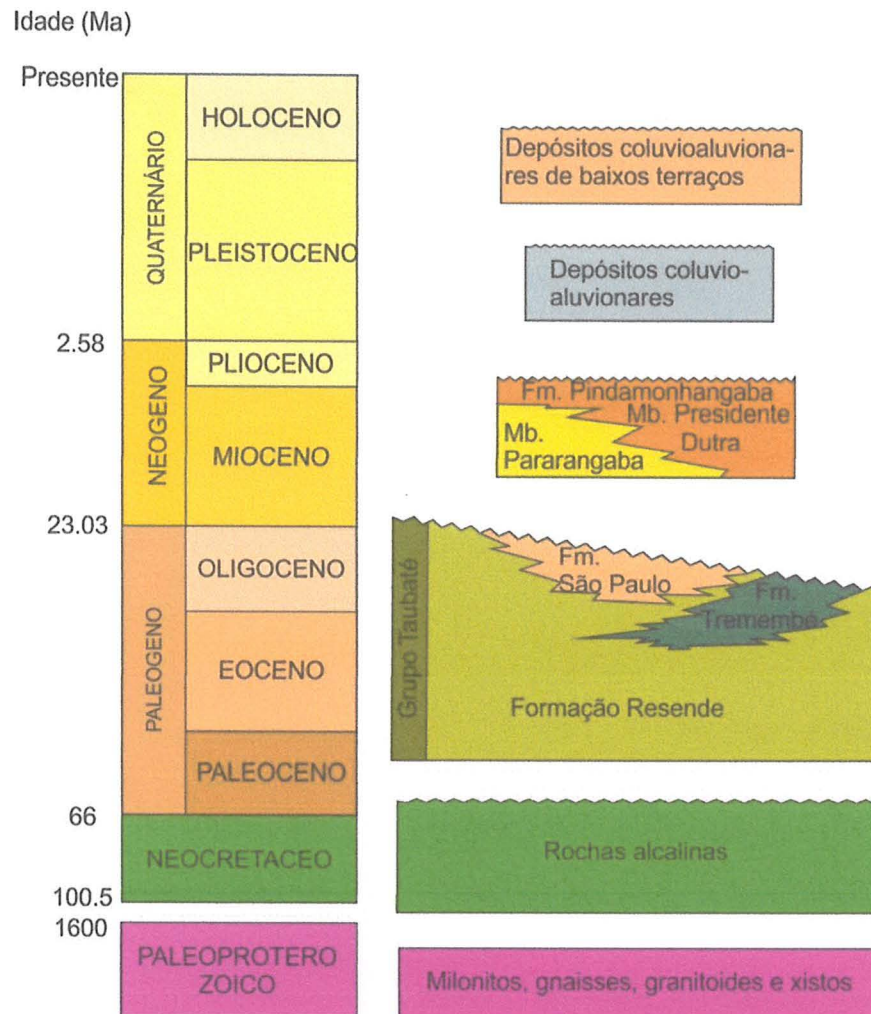 Idade (Ma)
Presente
QUATERNÁRIO
HOLOCENO
PLEISTOCENO
2.58
NEOGENO
PLIOCENO
MIOCENO
23.03
PALEOGENO
OLIGOCENO
EOCENO
PALEOCENO
66
NEOCRETACEO
100.5
1600
PALEOPROTERO
ZOICO
Depósitos coluvioaluviona-
res de baixos terraços
Depósitos coluvio-
aluvionares
Fm. Pindamonhangaba
Mb. Presidente
Dutra
Mb.
Pararangaba
Grupo Taubaté
Fm.
São Paulo
Fm.
Tremembé
Formação Resende
Rochas alcalinas
Milonitos, gnaisses, granitoides e xistos